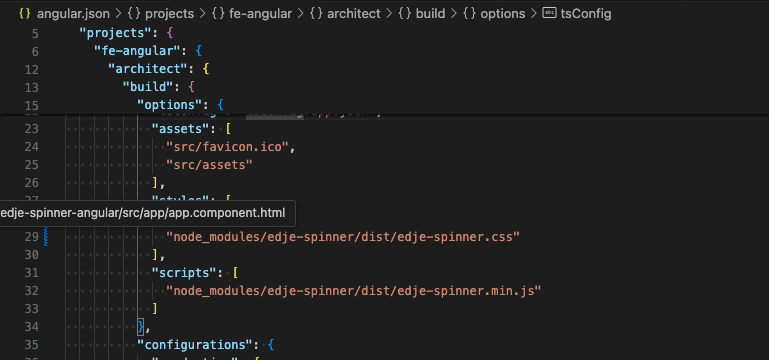 angular.json > projects > fe-angular > architect > build > options > tsConfig
5 "projects": {
6 "fe-angular": {
12 "architect": {
13 "build": {
15 "options": {
23 "assets": [
24 "src/favicon.ico",
25 "src/assets"
26 ],
27 "styles": [
edje-spinner-angular/src/app/app.component.html
29 "node_modules/edje-spinner/dist/edje-spinner.css"
30 ],
31 "scripts": [
32 "node_modules/edje-spinner/dist/edje-spinner.min.js"
33 ]
34 },
35 "configurations": {